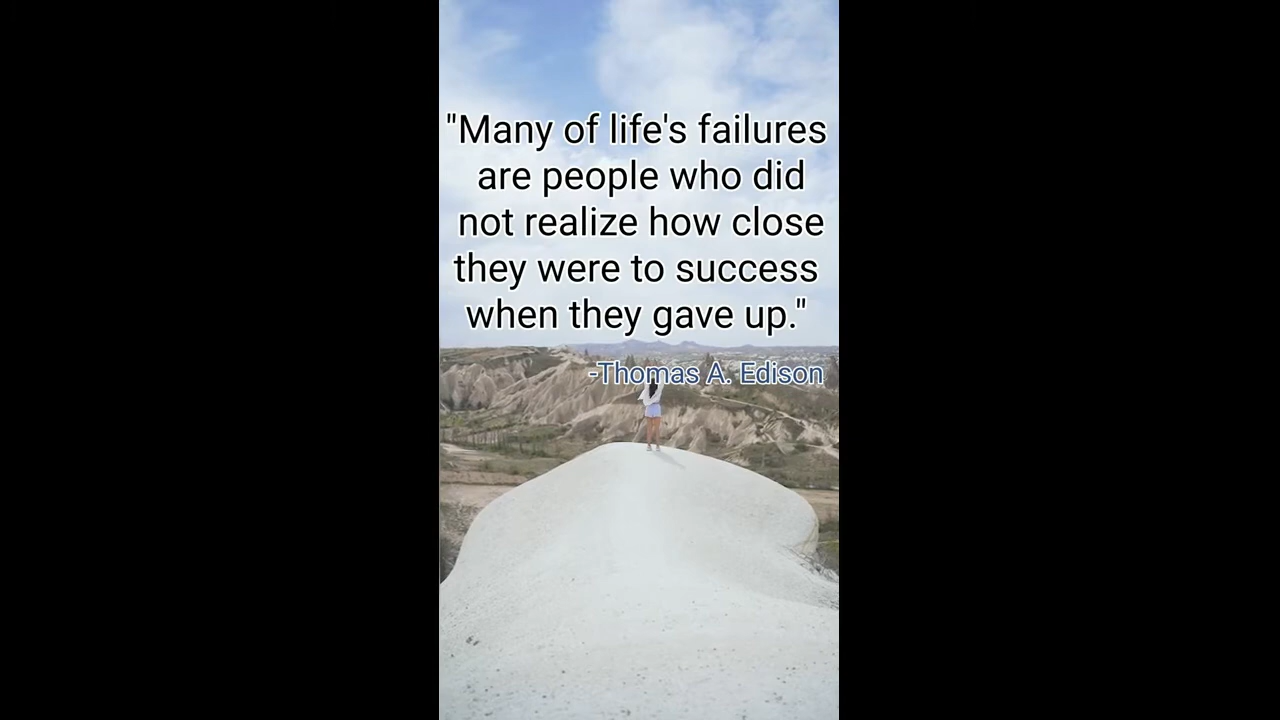 "Many of life's failures
are people who did
not realize how close
they were to success
when they gave up."
-Thomas A. Edison